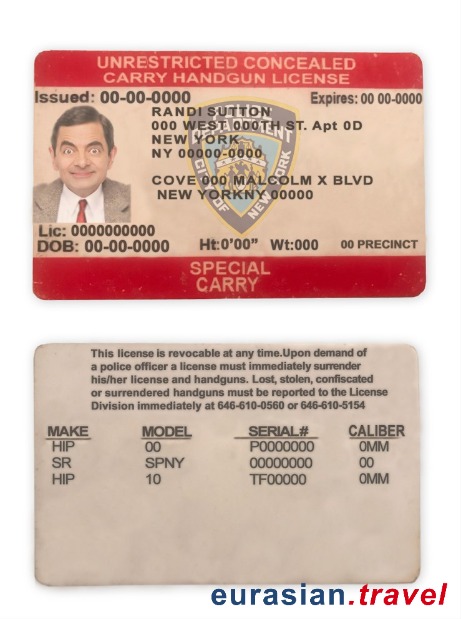 UNRESTRICTED CONCEALED
CARRY HANDGUN LICENSE
Issued: 00-00-0000
Expires: 00 00-0000
RANDI SUTTON
000 WEST 000TH ST. Apt 0D
NEW YORK
NY 00000-0000
COVE 000 MALCOLM X BLVD
NEW YORKNY 00000
CITY OF NEW YORK
Lic: 0000000000
DOB: 00-00-0000 Ht:0'00" Wt:000 00 PRECINCT
SPECIAL
CARRY
This license is revocable at any time.Upon demand of
a police officer a license must immediately surrender
his/her license and handguns. Lost, stolen, confiscated
or surrendered handguns must be reported to the License
Division immediately at 646-610-0560 or 646-610-5154
MAKE MODEL SERIAL# CALIBER
HIP 00 P0000000 0MM
SR SPNY 00000000 00
HIP 10 TF00000 0MM
eurasian.travel